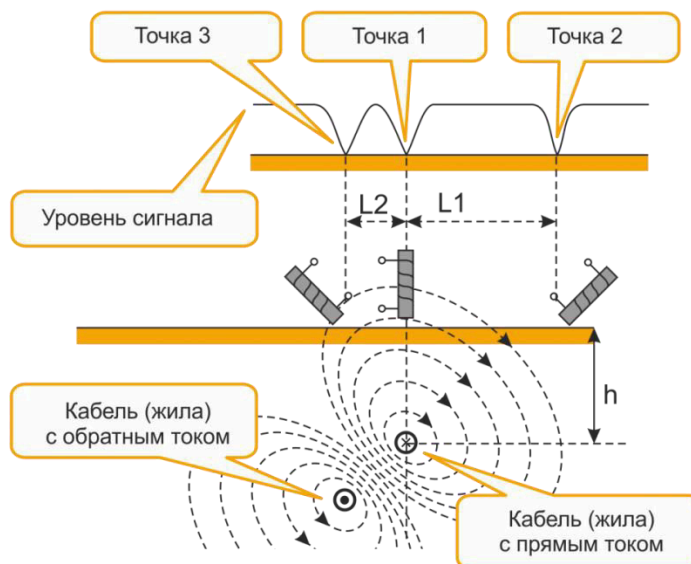 Точка 3
Точка 1
Точка 2
Уровень сигнала
L2
L1
h
Кабель (жила)
с обратным током
Кабель (жила)
с прямым током